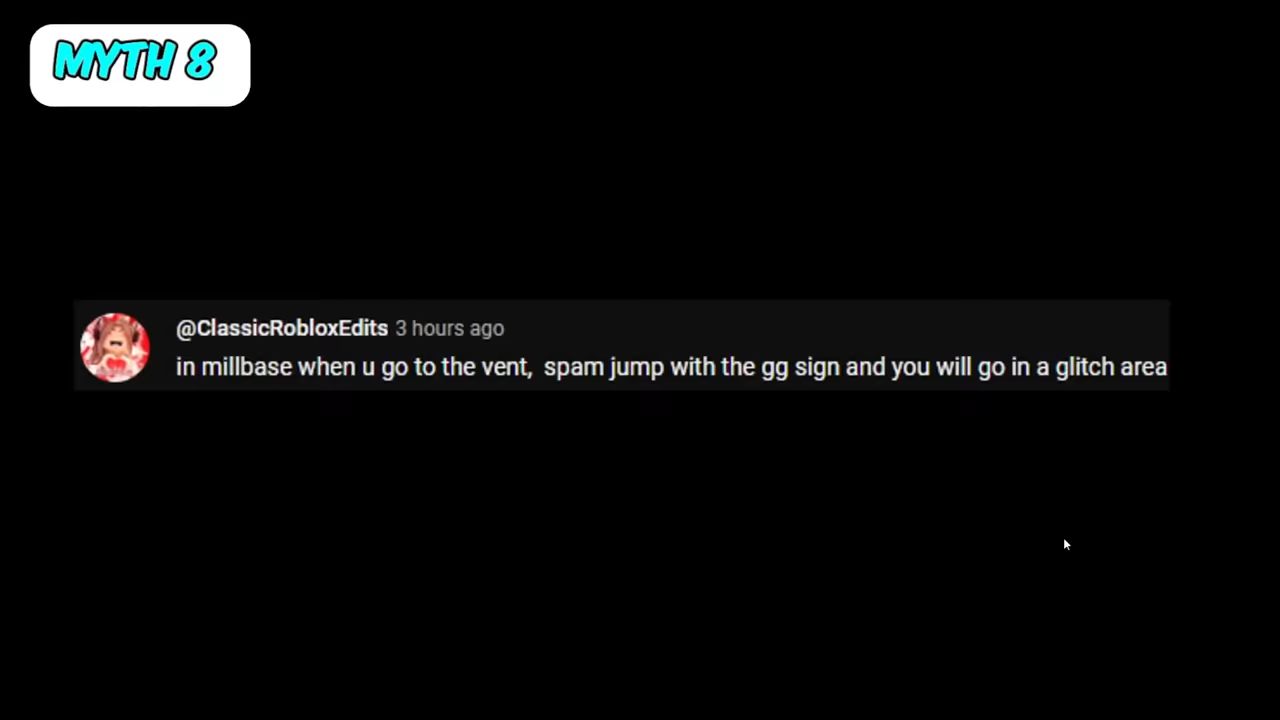 MYTH 8
@ClassicRobloxEdits 3 hours ago
in millbase when u go to the vent,  spam jump with the gg sign and you will go in a glitch area